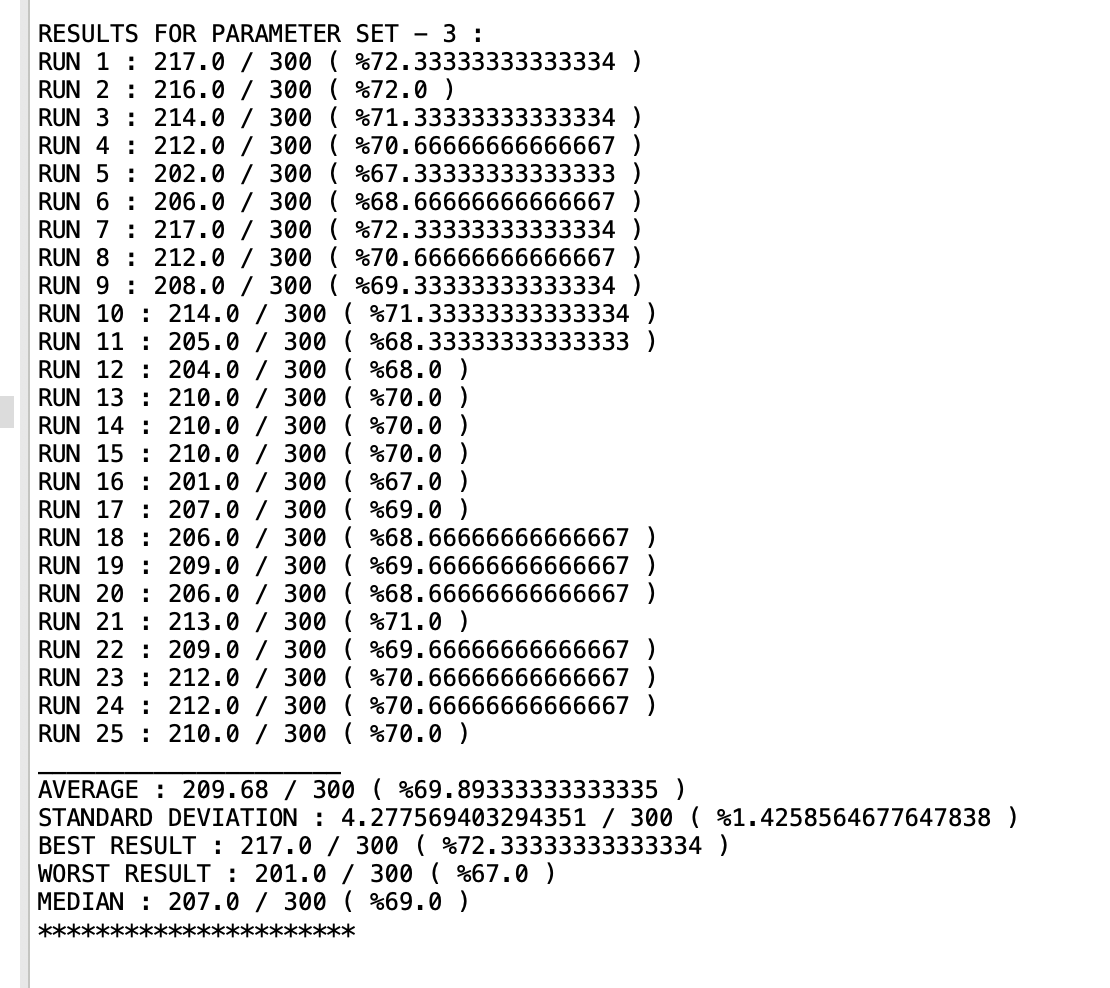 RESULTS FOR PARAMETER SET - 3 :
RUN 1 : 217.0 / 300 ( %72.33333333333334 )
RUN 2 : 216.0 / 300 ( %72.0 )
RUN 3 : 214.0 / 300 ( %71.33333333333334 )
RUN 4 : 212.0 / 300 ( %70.66666666666667 )
RUN 5 : 202.0 / 300 ( %67.33333333333333 )
RUN 6 : 206.0 / 300 ( %68.66666666666667 )
RUN 7 : 217.0 / 300 ( %72.33333333333334 )
RUN 8 : 212.0 / 300 ( %70.66666666666667 )
RUN 9 : 208.0 / 300 ( %69.33333333333334 )
RUN 10 : 214.0 / 300 ( %71.33333333333334 )
RUN 11 : 205.0 / 300 ( %68.33333333333333 )
RUN 12 : 204.0 / 300 ( %68.0 )
RUN 13 : 210.0 / 300 ( %70.0 )
RUN 14 : 210.0 / 300 ( %70.0 )
RUN 15 : 210.0 / 300 ( %70.0 )
RUN 16 : 201.0 / 300 ( %67.0 )
RUN 17 : 207.0 / 300 ( %69.0 )
RUN 18 : 206.0 / 300 ( %68.66666666666667 )
RUN 19 : 209.0 / 300 ( %69.66666666666667 )
RUN 20 : 206.0 / 300 ( %68.66666666666667 )
RUN 21 : 213.0 / 300 ( %71.0 )
RUN 22 : 209.0 / 300 ( %69.66666666666667 )
RUN 23 : 212.0 / 300 ( %70.66666666666667 )
RUN 24 : 212.0 / 300 ( %70.66666666666667 )
RUN 25 : 210.0 / 300 ( %70.0 )
_____________________
AVERAGE : 209.68 / 300 ( %69.89333333333335 )
STANDARD DEVIATION : 4.277569403294351 / 300 ( %1.4258564677647838 )
BEST RESULT : 217.0 / 300 ( %72.33333333333334 )
WORST RESULT : 201.0 / 300 ( %67.0 )
MEDIAN : 207.0 / 300 ( %69.0 )
**********************